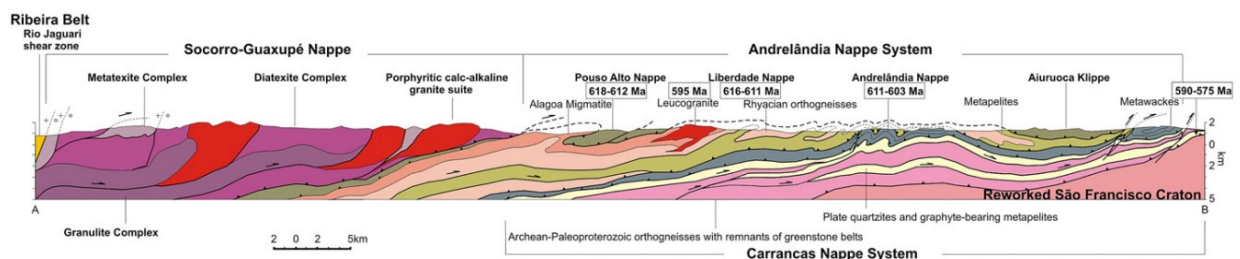 Ribeira Belt
Rio Jaguari
shear zone
Socorro-Guaxupé Nappe
Andrelândia Nappe System
Metatexite Complex
Diatexite Complex
Porphyritic calc-alkaline
granite suite
Pouso Alto Nappe
618-612 Ma
Alagoa Migmatite
595 Ma
Leucogranite
Liberdade Nappe
616-611 Ma
Rhyacian orthogneisses
Andrelândia Nappe
611-603 Ma
Aiuruoca Klippe
Metapelites
Metawackes
590-575 Ma
2
0
2
5
km
A
B
Reworked São Francisco Craton
Plate quartzites and graphyte-bearing metapelites
Granulite Complex
2 0 2 5km
Archean-Paleoproterozoic orthogneisses with remnants of greenstone belts
Carrancas Nappe System